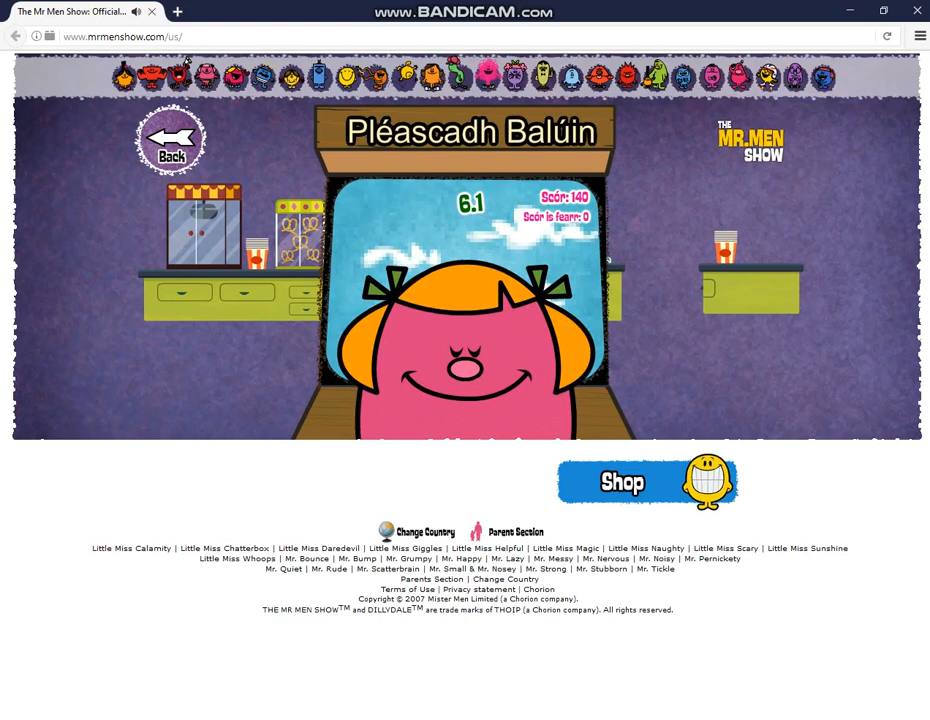 The Mr Men Show: Official...
www.BANDICAM.com
www.mrmenshow.com/us/
Back
Pléascadh Balúin
THE
MR.MEN
SHOW
6.1
Scór: 140
Scór is fearr: 0
Shop
Change Country
Parent Section
Little Miss Calamity | Little Miss Chatterbox | Little Miss Daredevil | Little Miss Giggles | Little Miss Helpful | Little Miss Magic | Little Miss Naughty | Little Miss Scary | Little Miss Sunshine
Little Miss Whoops | Mr. Bounce | Mr. Bump | Mr. Grumpy | Mr. Happy | Mr. Lazy | Mr. Messy | Mr. Nervous | Mr. Noisy | Mr. Pernickety
Mr. Quiet | Mr. Rude | Mr. Scatterbrain | Mr. Small & Mr. Nosey | Mr. Strong | Mr. Stubborn | Mr. Tickle
Parents Section | Change Country
Terms of Use | Privacy statement | Chorion
Copyright © 2007 Mister Men Limited (a Chorion company).
THE MR MEN SHOW™ and DILLYDALE™ are trade marks of THOIP (a Chorion company). All rights reserved.